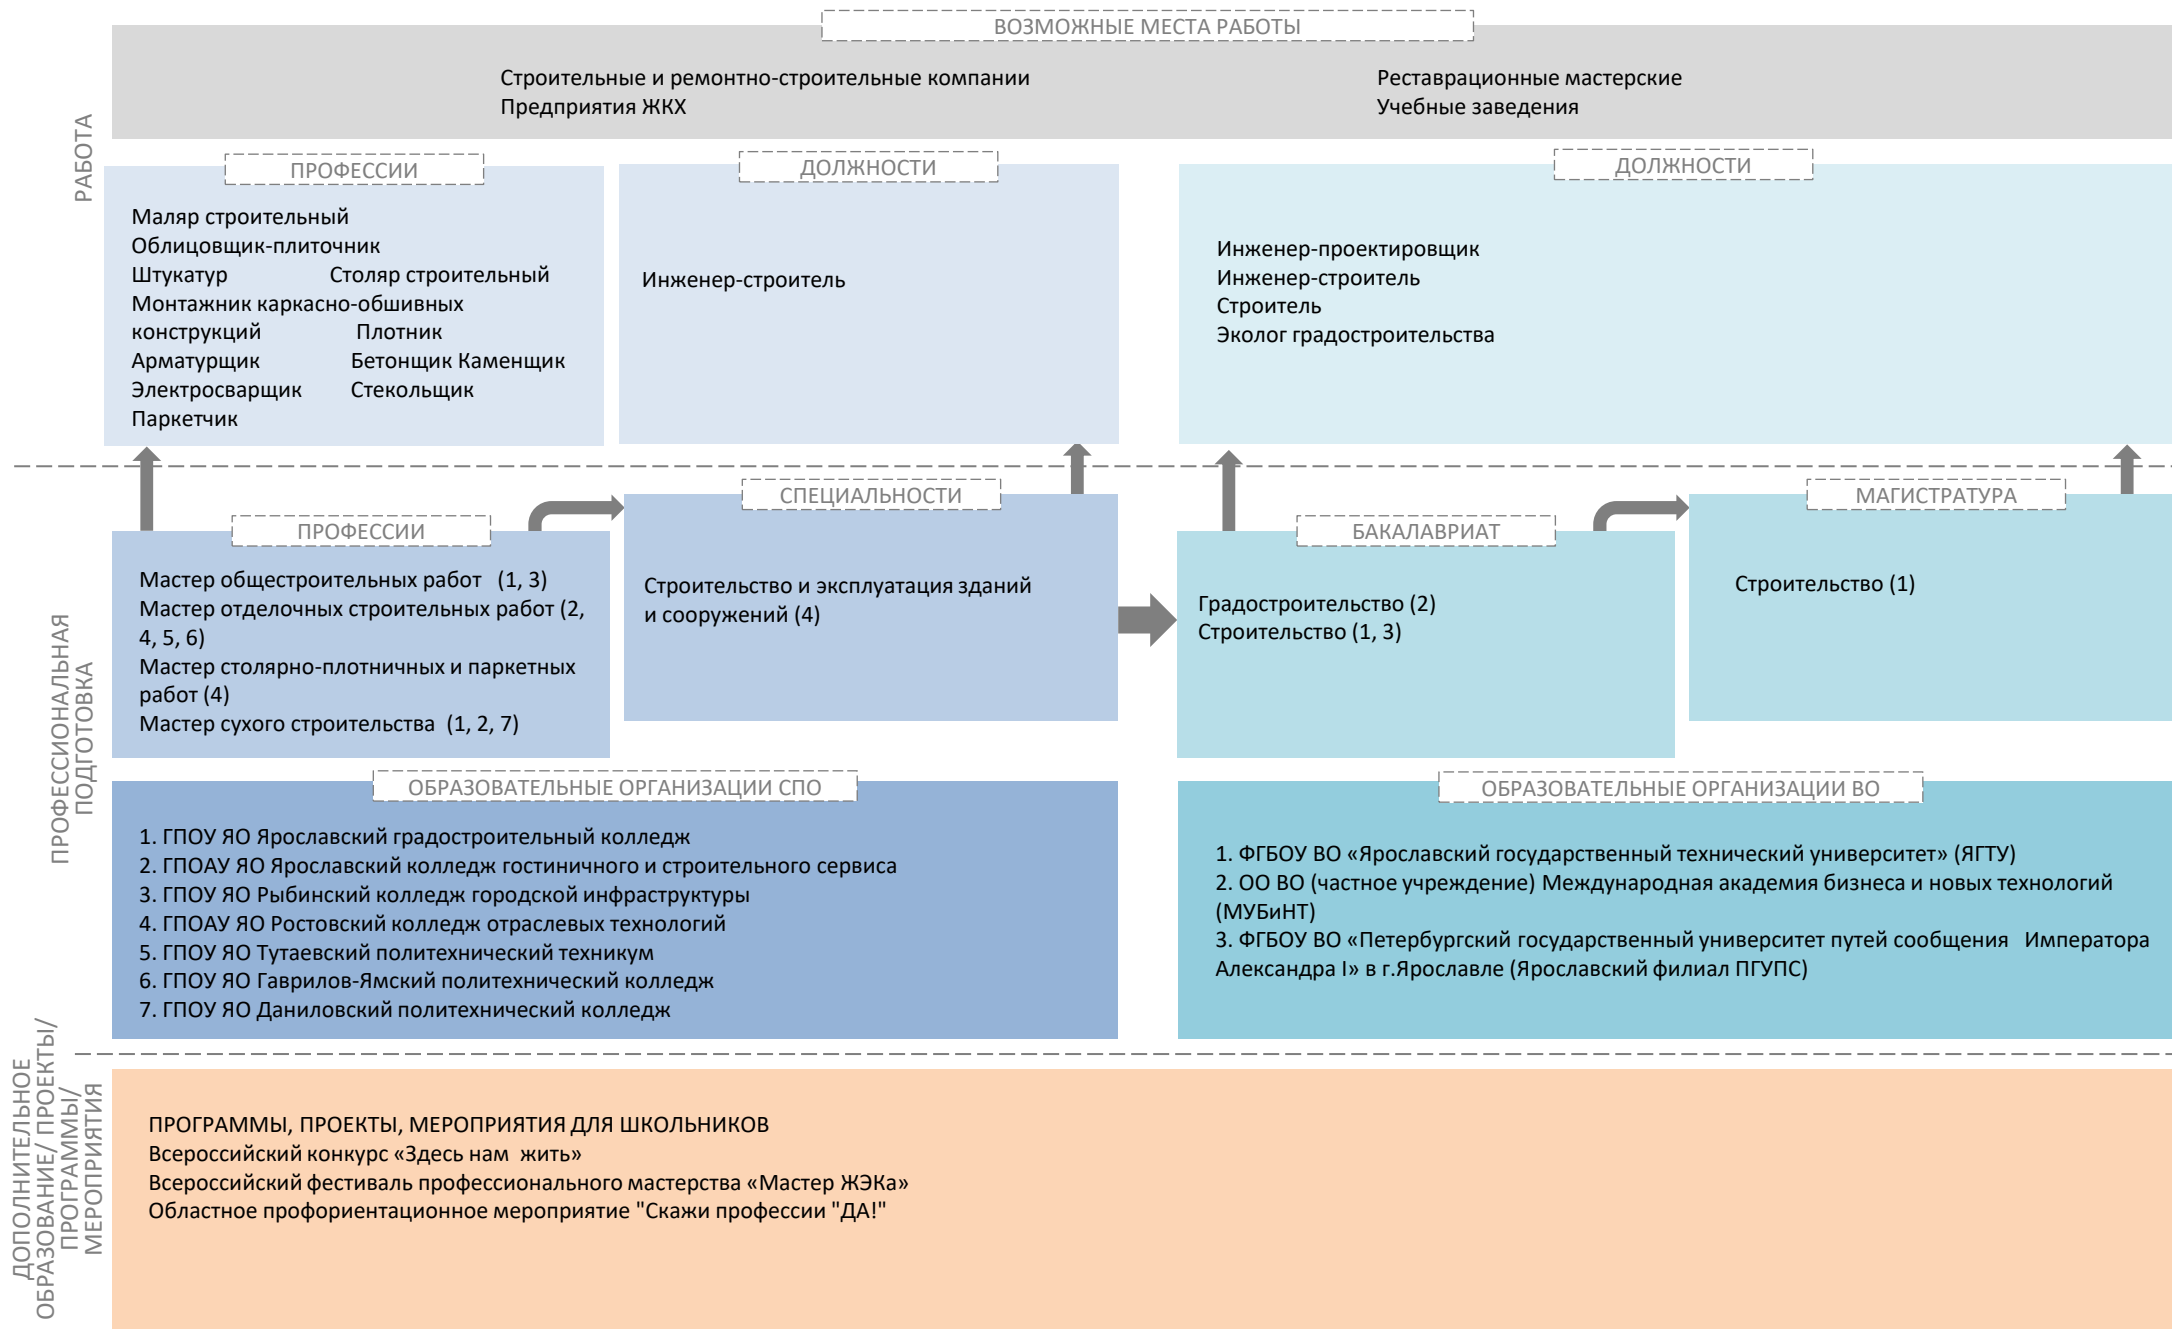 ВОЗМОЖНЫЕ МЕСТА РАБОТЫ
Строительные и ремонтно-строительные компании
Предприятия ЖКХ
Реставрационные мастерские
Учебные заведения
РАБОТА
ПРОФЕССИИ
Маляр строительный
Облицовщик-плиточник
Штукатур Столяр строительный
Монтажник каркасно-обшивных
конструкций Плотник
Арматурщик Бетонщик Каменщик
Электросварщик Стекольщик
Паркетчик
ДОЛЖНОСТИ
Инженер-строитель
ДОЛЖНОСТИ
Инженер-проектировщик
Инженер-строитель
Строитель
Эколог градостроительства
ПРОФЕССИОНАЛЬНАЯ
ПОДГОТОВКА
ПРОФЕССИИ
Мастер общестроительных работ (1, 3)
Мастер отделочных строительных работ (2,
4, 5, 6)
Мастер столярно-плотничных и паркетных
работ (4)
Мастер сухого строительства (1, 2, 7)
СПЕЦИАЛЬНОСТИ
Строительство и эксплуатация зданий
и сооружений (4)
БАКАЛАВРИАТ
Градостроительство (2)
Строительство (1, 3)
МАГИСТРАТУРА
Строительство (1)
ОБРАЗОВАТЕЛЬНЫЕ ОРГАНИЗАЦИИ СПО
1. ГПОУ ЯО Ярославский градостроительный колледж
2. ГПОАУ ЯО Ярославский колледж гостиничного и строительного сервиса
3. ГПОУ ЯО Рыбинский колледж городской инфраструктуры
4. ГПОАУ ЯО Ростовский колледж отраслевых технологий
5. ГПОУ ЯО Тутаевский политехнический техникум
6. ГПОУ ЯО Гаврилов-Ямский политехнический колледж
7. ГПОУ ЯО Даниловский политехнический колледж
ОБРАЗОВАТЕЛЬНЫЕ ОРГАНИЗАЦИИ ВО
1. ФГБОУ ВО «Ярославский государственный технический университет» (ЯГТУ)
2. ОО ВО (частное учреждение) Международная академия бизнеса и новых технологий
(МУБиНТ)
3. ФГБОУ ВО «Петербургский государственный университет путей сообщения Императора
Александра I» в г.Ярославле (Ярославский филиал ПГУПС)
ДОПОЛНИТЕЛЬНОЕ
ОБРАЗОВАНИЕ/ ПРОЕКТЫ/
ПРОГРАММЫ/
МЕРОПРИЯТИЯ
ПРОГРАММЫ, ПРОЕКТЫ, МЕРОПРИЯТИЯ ДЛЯ ШКОЛЬНИКОВ
Всероссийский конкурс «Здесь нам жить»
Всероссийский фестиваль профессионального мастерства «Мастер ЖЭКа»
Областное профориентационное мероприятие "Скажи профессии "ДА!"